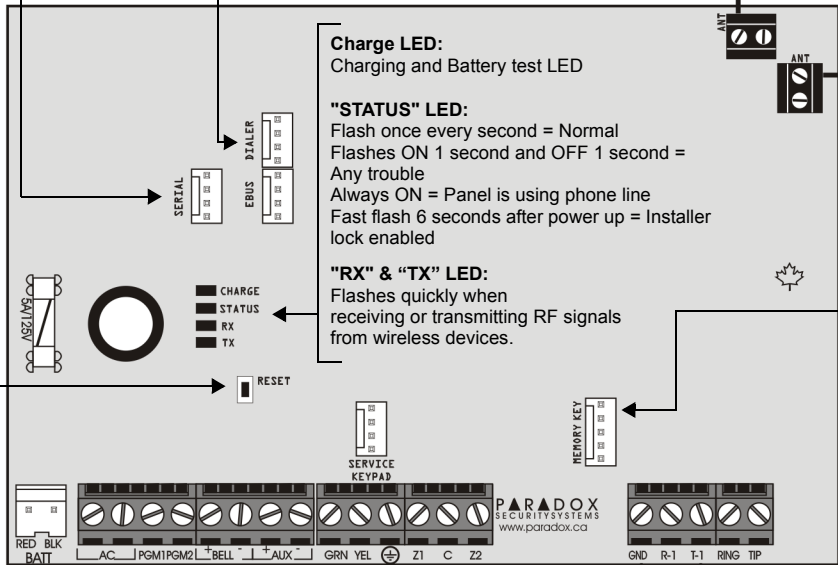 ANT
ANT
Charge LED:
Charging and Battery test LED
"STATUS" LED:
Flash once every second = Normal
Flashes ON 1 second and OFF 1 second =
Any trouble
Always ON = Panel is using phone line
Fast flash 6 seconds after power up = Installer
lock enabled
"RX" & “TX” LED:
Flashes quickly when
receiving or transmitting RF signals
from wireless devices.
DIALER
SERIAL
EBUS
5A/125V
CHARGE
STATUS
RX
TX
RESET
MEMORY KEY
SERVICE
KEYPAD
PARADOX
SECURITY SYSTEMS
www.paradox.ca
RED BLK
BATT
AC PGM1 PGM2 + BELL - + AUX - GRN YEL Z1 C Z2
GND R-1 T-1 RING TIP